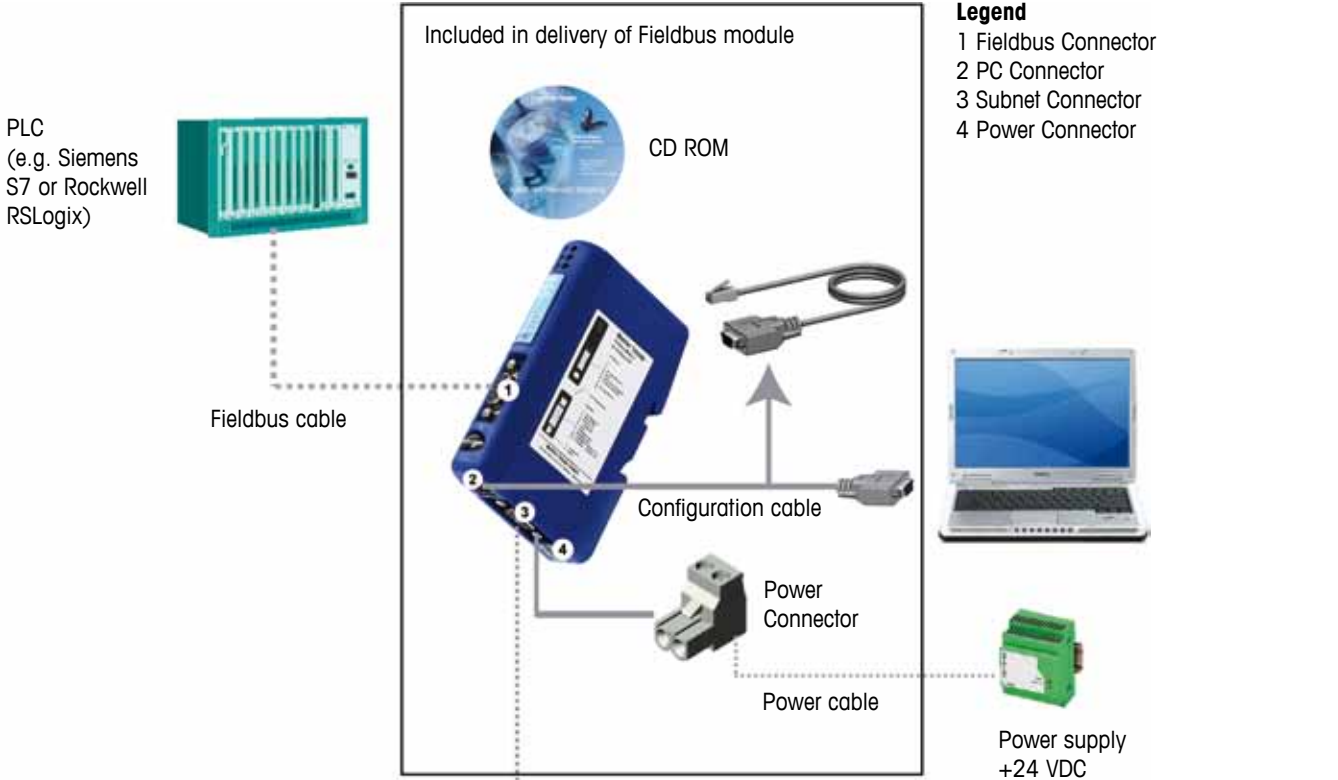 Included in delivery of Fieldbus module
Legend
1 Fieldbus Connector
2 PC Connector
3 Subnet Connector
4 Power Connector
PLC
(e.g. Siemens
S7 or Rockwell
RSLogix)
CD ROM
1
Fieldbus cable
2
3
4
Configuration cable
Power
Connector
Power cable
Power supply
+24 VDC